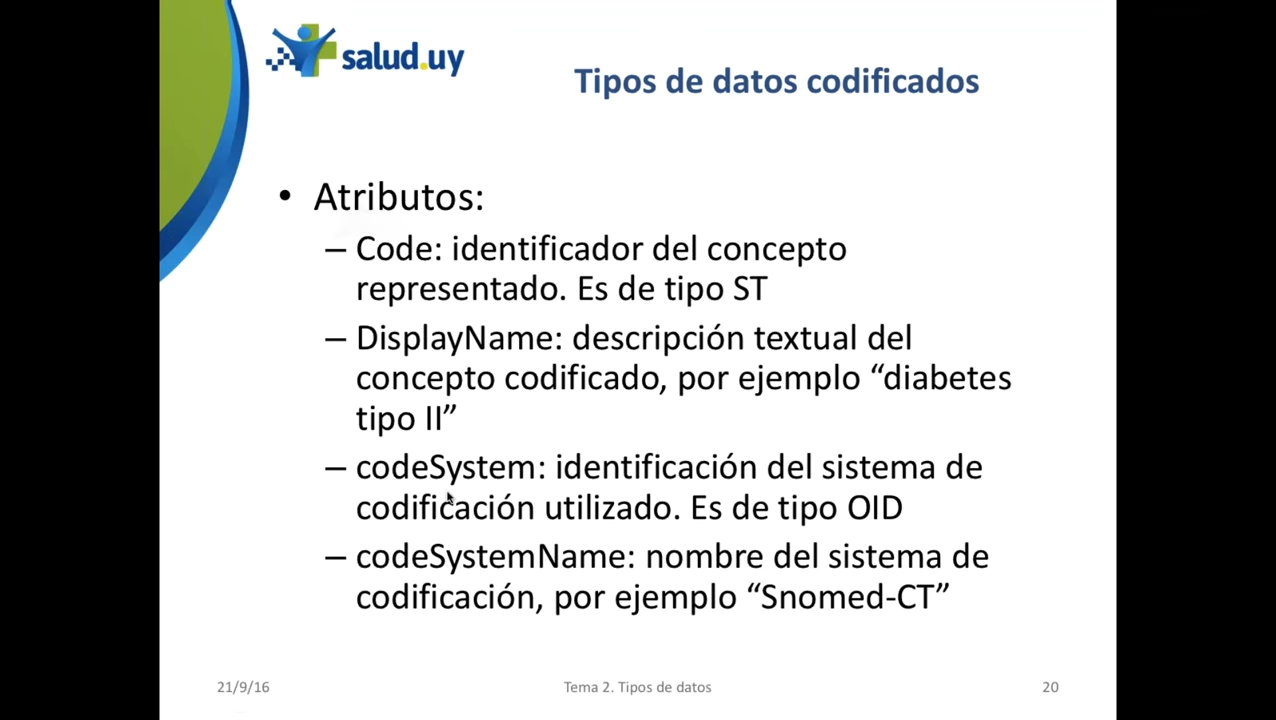 salud.uy
Tipos de datos codificados
• Atributos:
– Code: identificador del concepto
representado. Es de tipo ST
– DisplayName: descripción textual del
concepto codificado, por ejemplo “diabetes
tipo II”
– codeSystem: identificación del sistema de
codificación utilizado. Es de tipo OID
– codeSystemName: nombre del sistema de
codificación, por ejemplo “Snomed-CT”
21/9/16
Tema 2. Tipos de datos
20